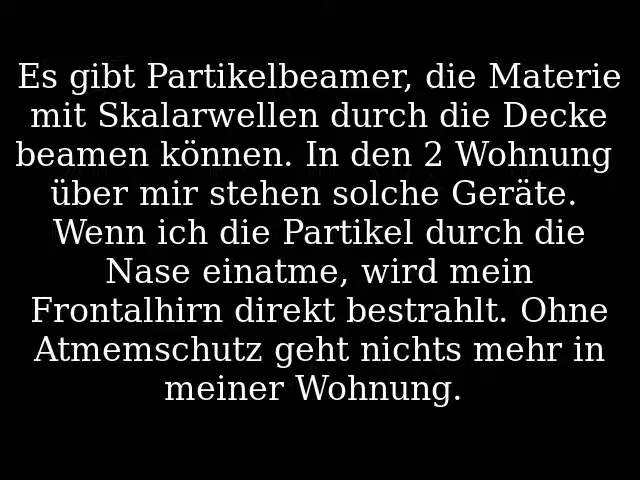 Es gibt Partikelbeamer, die Materie
mit Skalarwellen durch die Decke
beamen können. In den 2 Wohnung
über mir stehen solche Geräte.
Wenn ich die Partikel durch die
Nase einatme, wird mein
Frontalhirn direkt bestrahlt. Ohne
Atmemschutz geht nichts mehr in
meiner Wohnung.